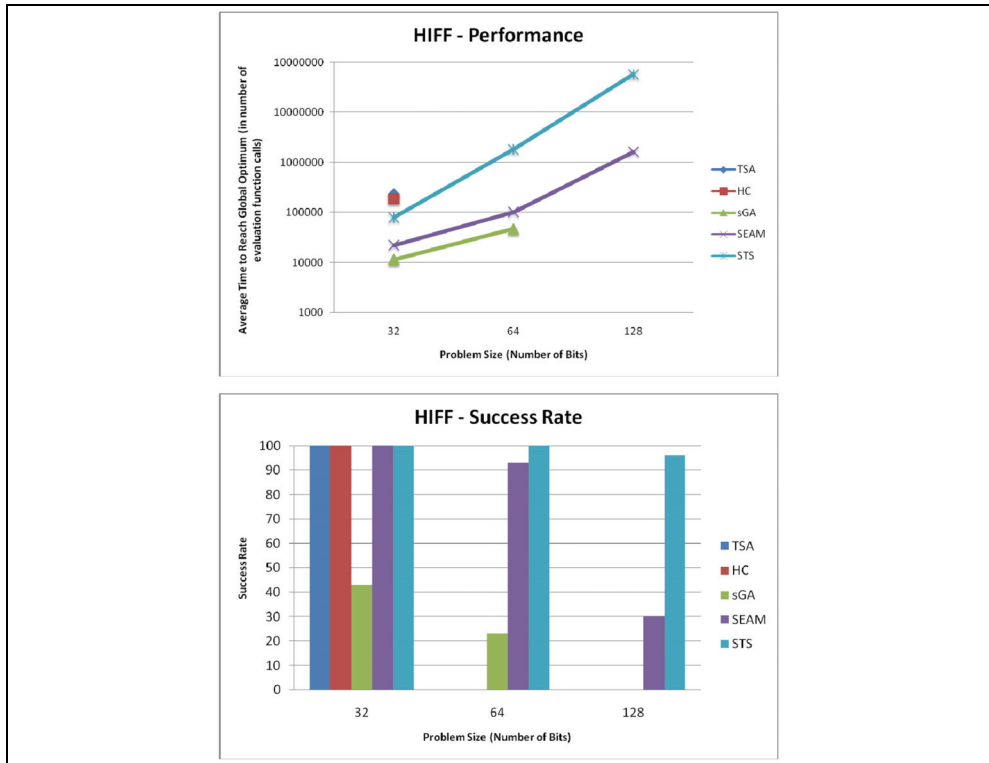 HIFF - Performance
Average Time to Reach Global Optimum (in number of
evaluation function calls)
10000000
10000000
1000000
100000
10000
1000
32
64
128
Problem Size (Number of Bits)
TSA
HC
sGA
SEAM
STS
HIFF - Success Rate
Success Rate
100
90
80
70
60
50
40
30
20
10
0
32
64
128
Problem Size (Number of Bits)
TSA
HC
sGA
SEAM
STS